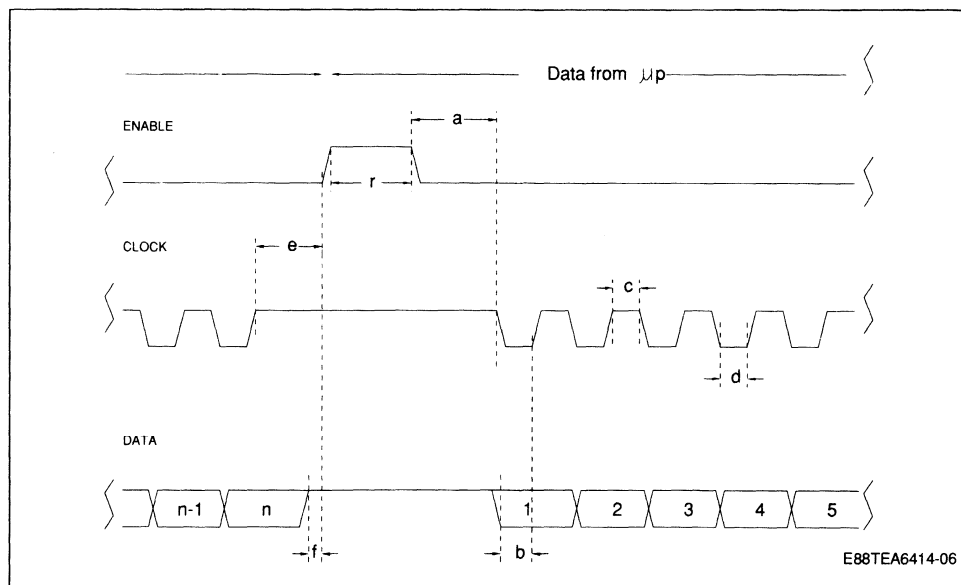 Data from μp
a
ENABLE
r
e
CLOCK
c
d
DATA
n-1 n 1 2 3 4 5
f b
E88TEA6414-06